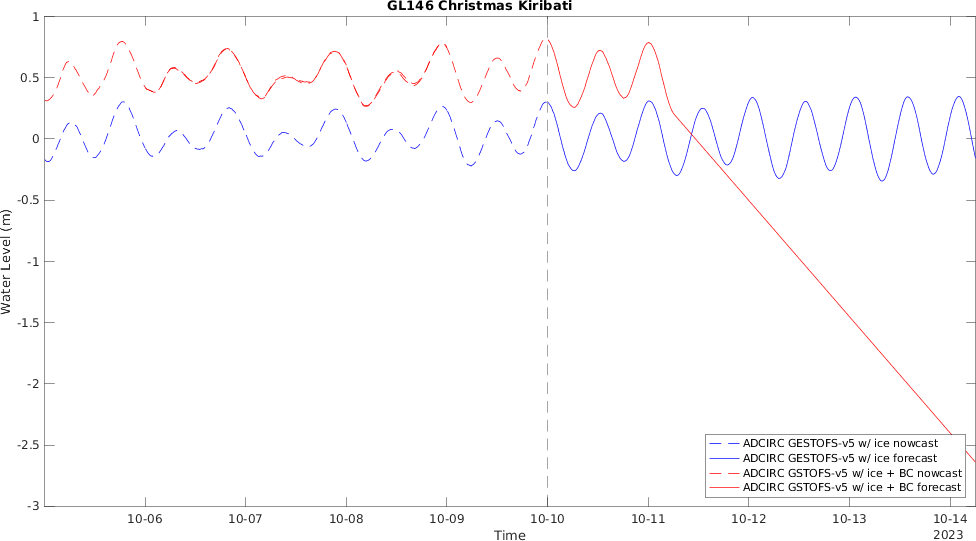 GL146 Christmas Kiribati
1
0.5
0
-0.5
-1
-1.5
-2
-2.5
-3
Water Level (m)
10-06
10-07
10-08
10-09
10-10
10-11
10-12
10-13
10-14
2023
Time
ADCIRC GESTOFS-v5 w/ ice nowcast
ADCIRC GESTOFS-v5 w/ ice forecast
ADCIRC GSTOFS-v5 w/ ice + BC nowcast
ADCIRC GSTOFS-v5 w/ ice + BC forecast